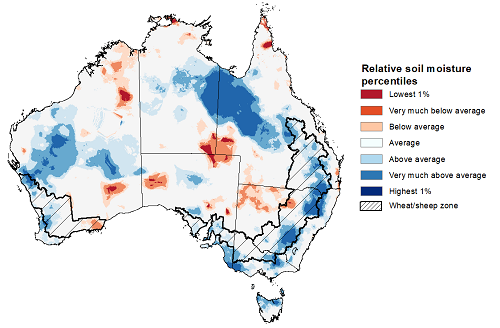 Relative soil moisture
percentiles
Lowest 1%
Very much below average
Below average
Average
Above average
Very much above average
Highest 1%
Wheat/sheep zone